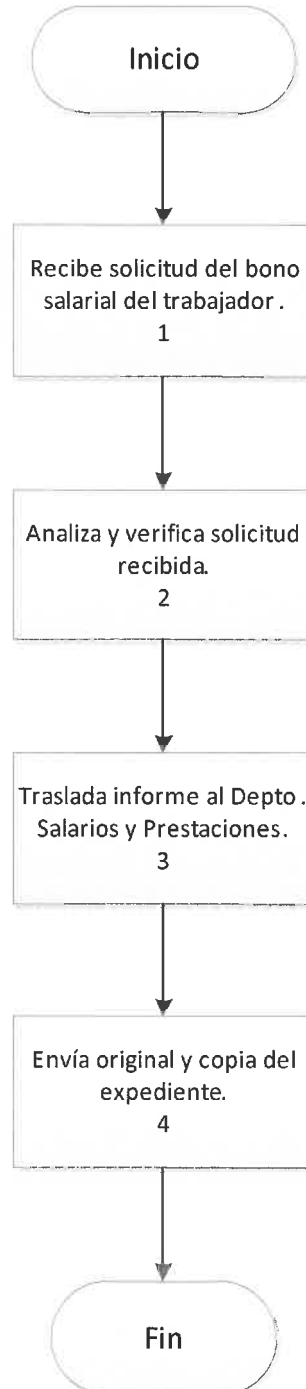 Inicio
Recibe solicitud del bono
salarial del trabajador .
1
Analiza y verifica solicitud
recibida.
2
Traslada informe al Depto .
Salarios y Prestaciones.
3
Envía original y copia del
expediente.
4
Fin